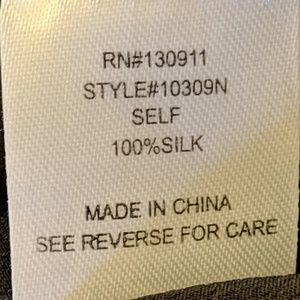 RN#130911
STYLE#10309N
SELF
100%SILK
MADE IN CHINA
SEE REVERSE FOR CARE